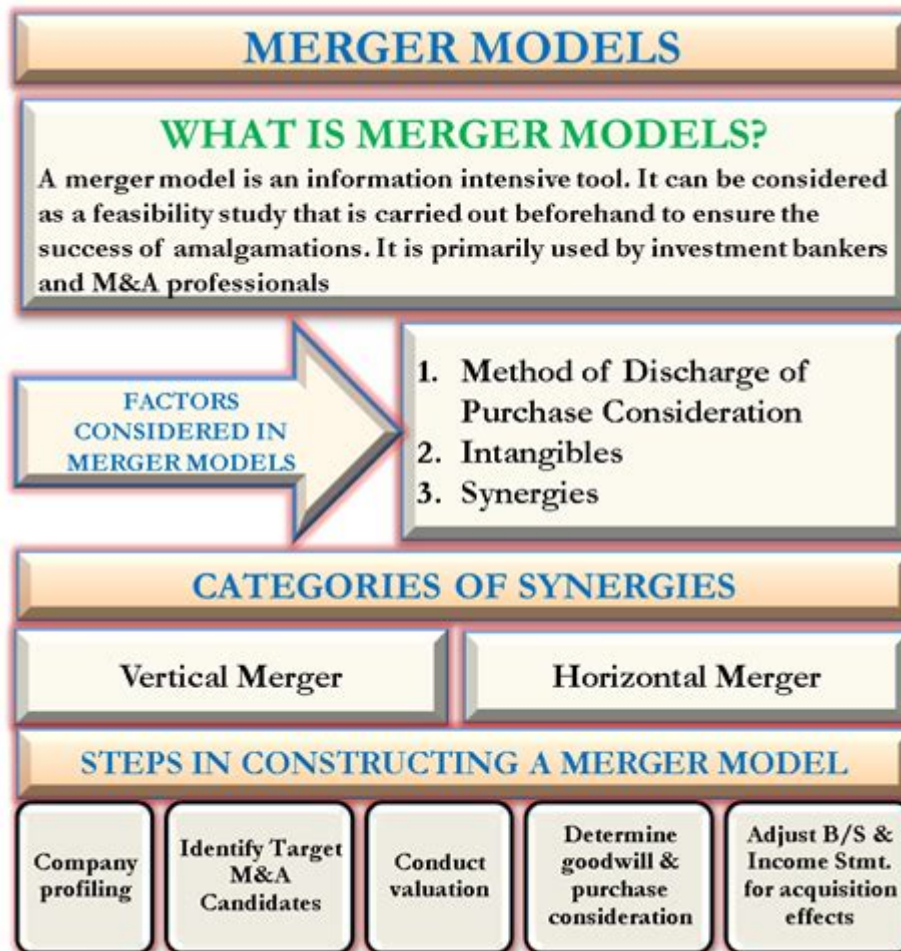 MERGER MODELS
WHAT IS MERGER MODELS?
A merger model is an information intensive tool. It can be considered
as a feasibility study that is carried out beforehand to ensure the
success of amalgamations. It is primarily used by investment bankers
and M&A professionals
FACTORS
CONSIDERED IN
MERGER MODELS
1. Method of Discharge of
Purchase Consideration
2. Intangibles
3. Synergies
CATEGORIES OF SYNERGIES
Vertical Merger
Horizontal Merger
STEPS IN CONSTRUCTING A MERGER MODEL
Company
profiling
Identify Target
M&A
Candidates
Conduct
valuation
Determine
goodwill &
purchase
consideration
Adjust B/S &
Income Stmt.
for acquisition
effects